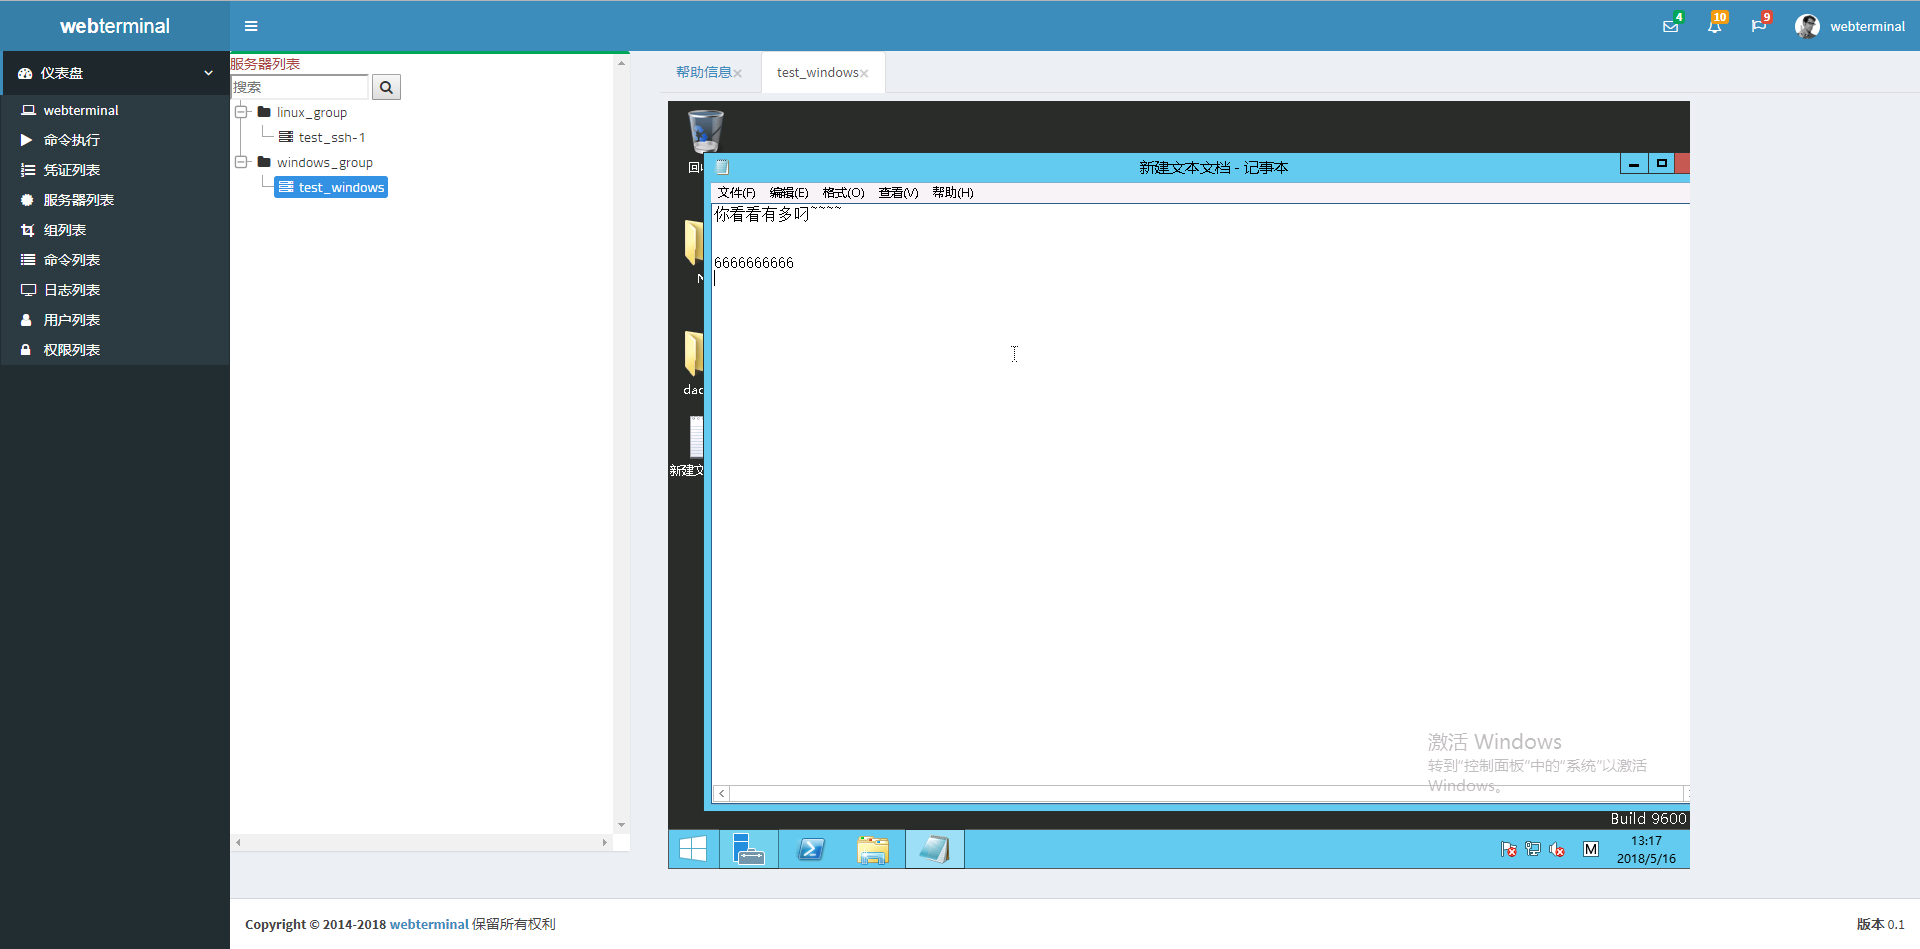 webterminal
4
10
9
webterminal
仪表盘
webterminal
命令执行
凭证列表
服务器列表
组列表
命令列表
日志列表
用户列表
权限列表
服务器列表
搜索
linux_group
test_ssh-1
windows_group
test_windows
帮助信息×
test_windows×
新建文本文档 - 记事本
文件(F) 编辑(E) 格式(O) 查看(V) 帮助(H)
你看看有多叼~~~~
6666666666
新建文
激活 Windows
转到“控制面板”中的“系统”以激活
Windows。
Build 9600
M
13:17
2018/5/16
Copyright © 2014-2018 webterminal 保留所有权利
版本 0.1